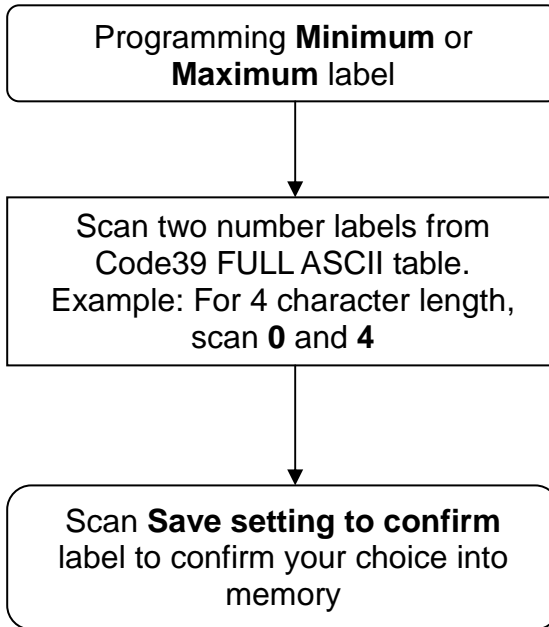 Programming Minimum or
Maximum label
Scan two number labels from
Code39 FULL ASCII table.
Example: For 4 character length,
scan 0 and 4
Scan Save setting to confirm
label to confirm your choice into
memory